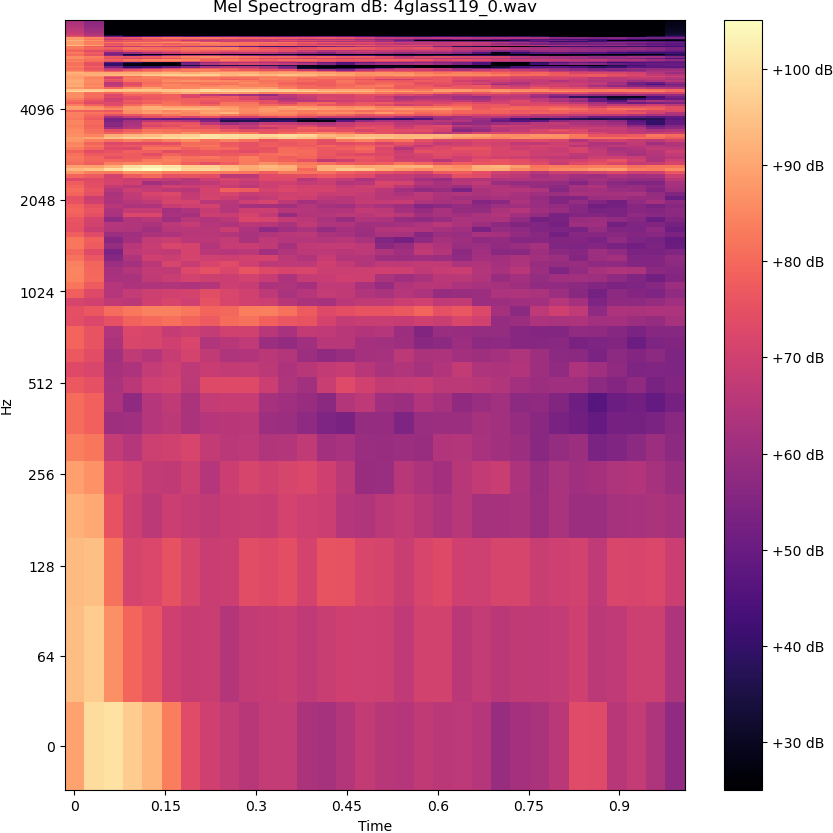 Mel Spectrogram dB: 4glass119_0.wav
+100 dB
+90 dB
+80 dB
+70 dB
+60 dB
+50 dB
+40 dB
+30 dB
4096
2048
1024
512
256
128
64
0
Hz
0 0.15 0.3 0.45 0.6 0.75 0.9
Time